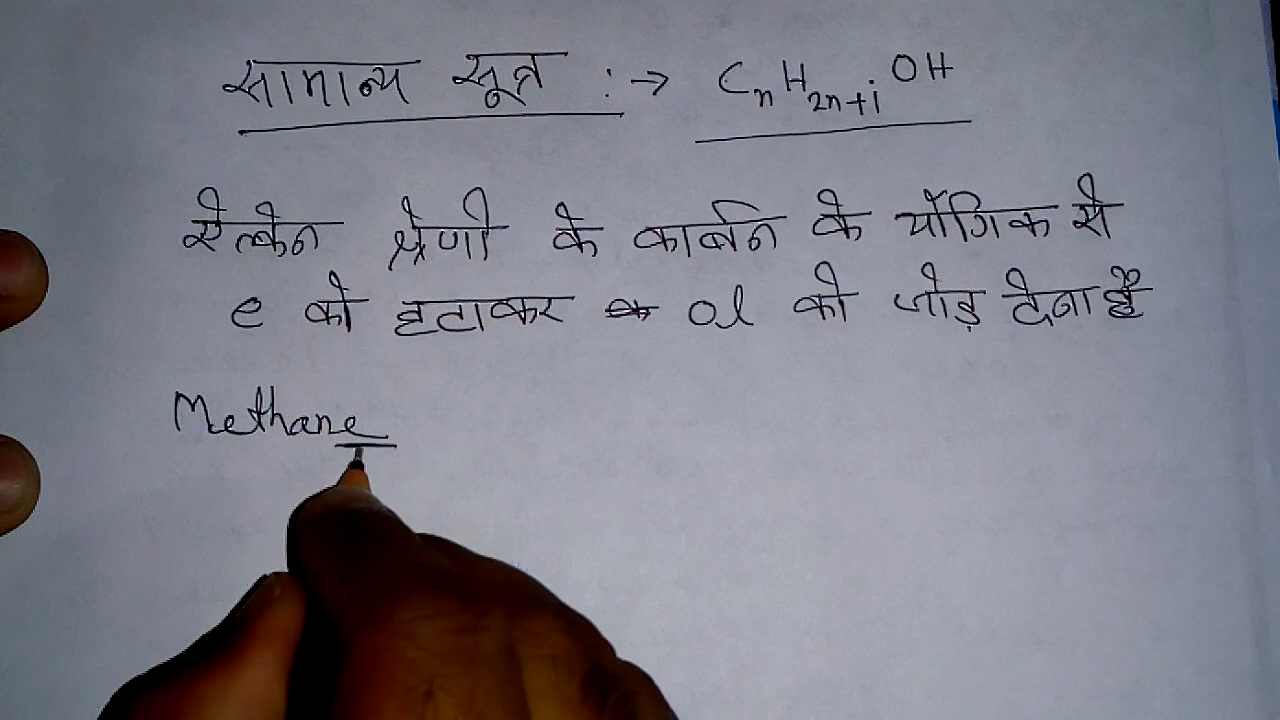 सामान्य सूत्र :→ CnH2n+1OH
ऐल्केन श्रेणी के कार्बन के यौगिक से
e को हटाकर ol को जोड़ देना है
Methane